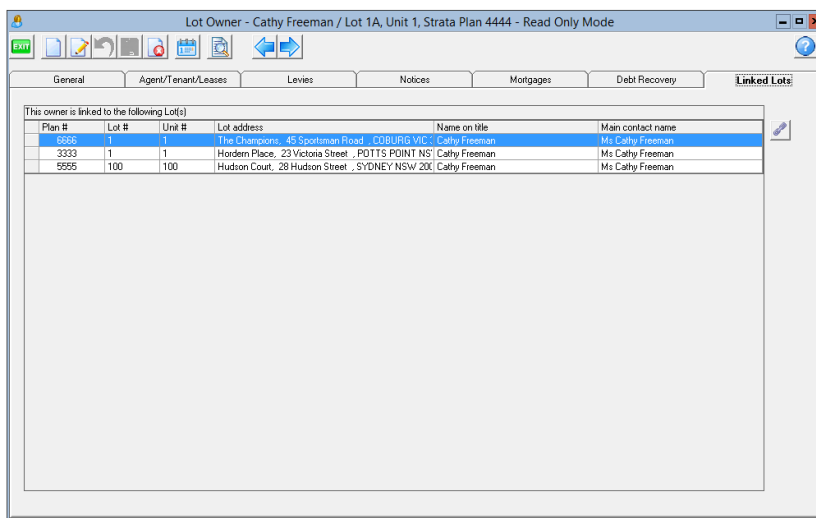 Lot Owner - Cathy Freeman / Lot 1A, Unit 1, Strata Plan 4444 - Read Only Mode
EXIT
General Agent/Tenant/Leases Levies Notices Mortgages Debt Recovery Linked Lots
This owner is linked to the following Lot(s)
Plan # Lot # Unit # Lot address Name on title Main contact name
6666 1 1 The Champions, 45 Sportsman Road , COBURG VIC Cathy Freeman Ms Cathy Freeman
3333 1 1 Hordern Place, 23 Victoria Street , POTTS POINT NS Cathy Freeman Ms Cathy Freeman
5555 100 100 Hudson Court, 28 Hudson Street , SYDNEY NSW 200 Cathy Freeman Ms Cathy Freeman